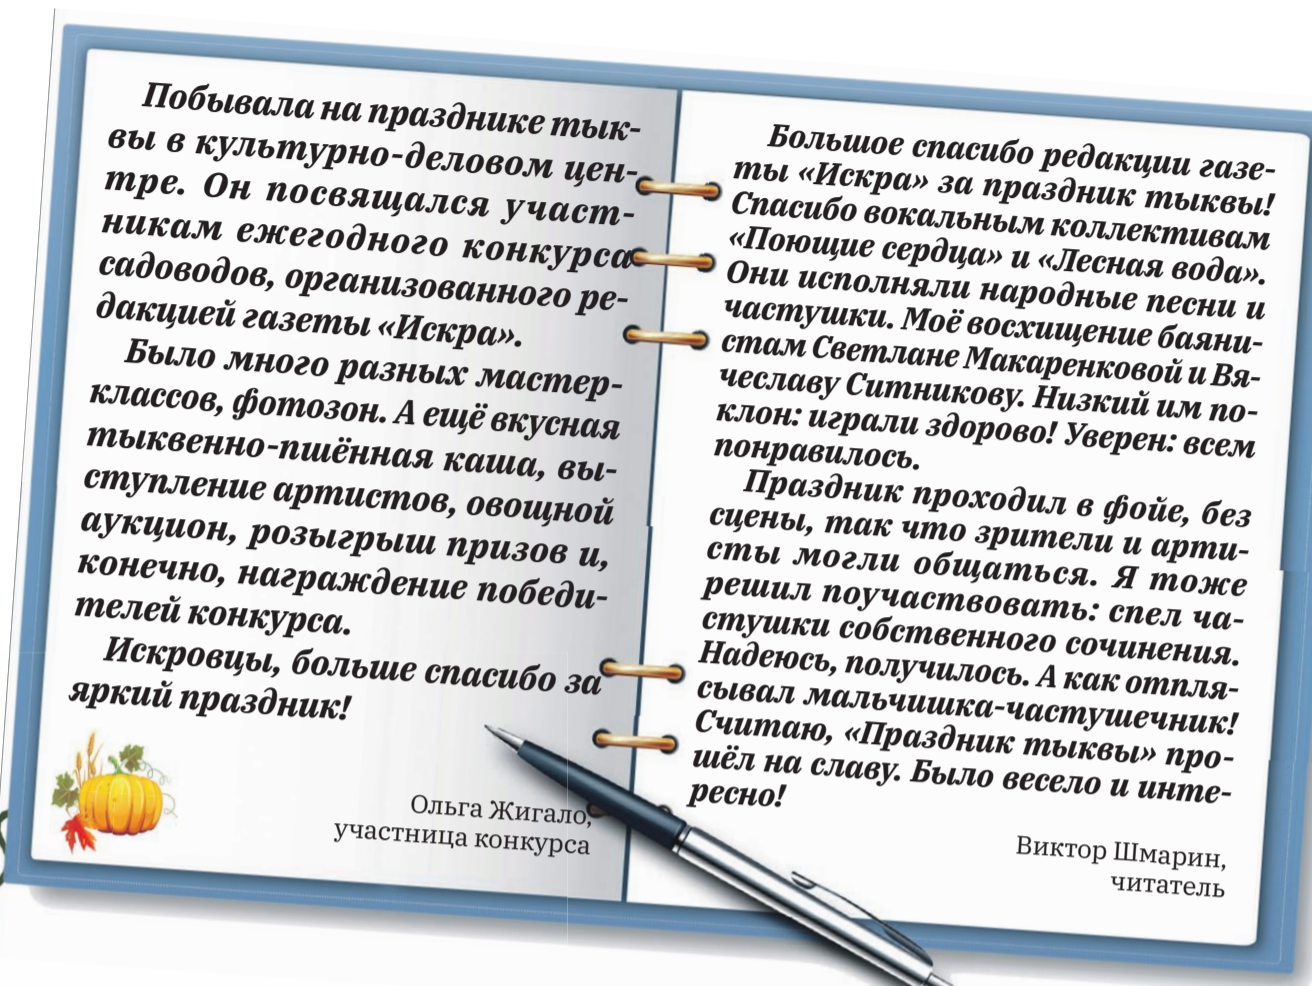 Побывала на празднике тык-
вы в культурно-деловом цен-
тре. Он посвящался участ-
никам ежегодного конкурса
садоводов, организованного ре-
дакцией газеты «Искра».
Было много разных мастер-
классов, фотозон. А ещё вкусная
тыквенно-пшённая каша, вы-
ступление артистов, овощной
аукцион, розыгрыш призов и,
конечно, награждение победи-
телей конкурса.
Искровцы, больше спасибо за
яркий праздник!
Ольга Жигало,
участница конкурса
Большое спасибо редакции газе-
ты «Искра» за праздник тыквы!
Спасибо вокальным коллективам
«Поющие сердца» и «Лесная вода».
Они исполняли народные песни и
частушки. Моё восхищение баяни-
стам Светлане Макаренковой и Вя-
чеславу Ситникову. Низкий им по-
клон: играли здорово! Уверен: всем
понравилось.
Праздник проходил в фойе, без
сцены, так что зрители и арти-
сты могли общаться. Я тоже
решил поучаствовать: спел ча-
стушки собственного сочинения.
Надеюсь, получилось. А как отпля-
сывал мальчишка-частушечник!
Считаю, «Праздник тыквы» про-
шёл на славу. Было весело и инте-
ресно!
Виктор Шмарин,
читатель